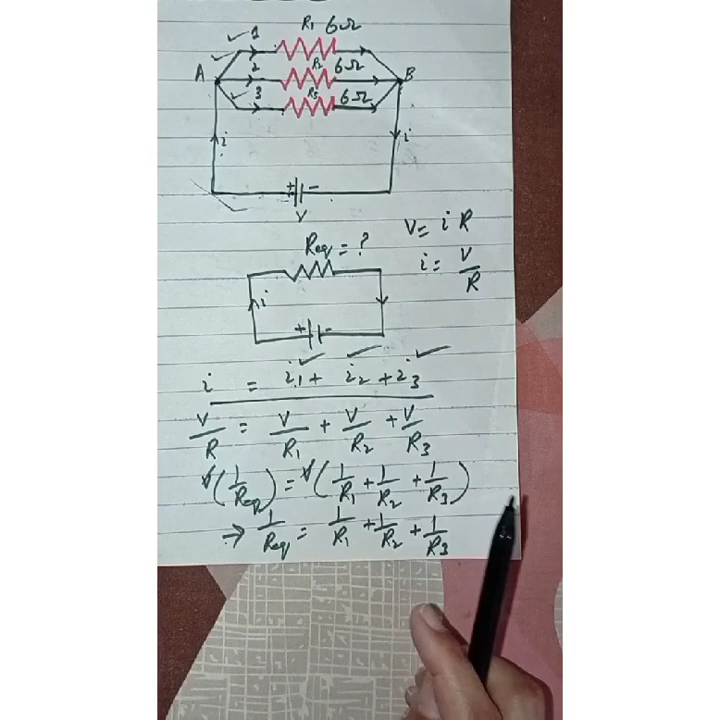 R1 6Ω
1
A 2 R2 6Ω B
3 R3 6Ω
i i
+ -
V
V = i R
Req = ?
i = V/R
i
+ -
i = i1 + i2 + i3
V/R = V/R1 + V/R2 + V/R3
V(1/Req) = V(1/R1 + 1/R2 + 1/R3)
⇒ 1/Req = 1/R1 + 1/R2 + 1/R3